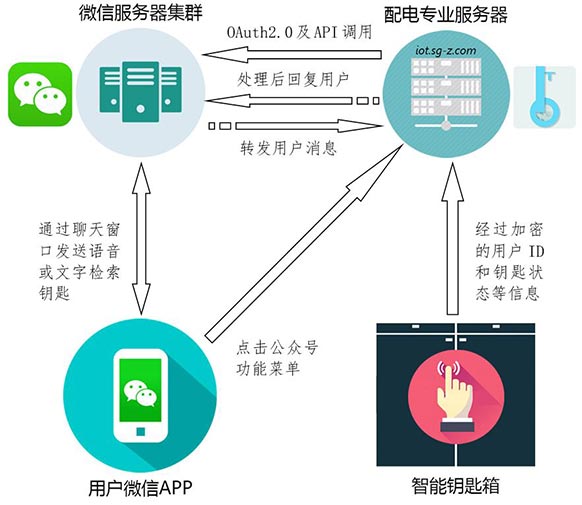 微信服务器集群
配电专业服务器
OAuth2.0及API调用
iot.sg-z.com
处理后回复用户
转发用户消息
通过聊天窗
口发送语音
或文字检索
钥匙
经过加密
的用户ID
和钥匙状
态等信息
点击公众号
功能菜单
用户微信APP
智能钥匙箱